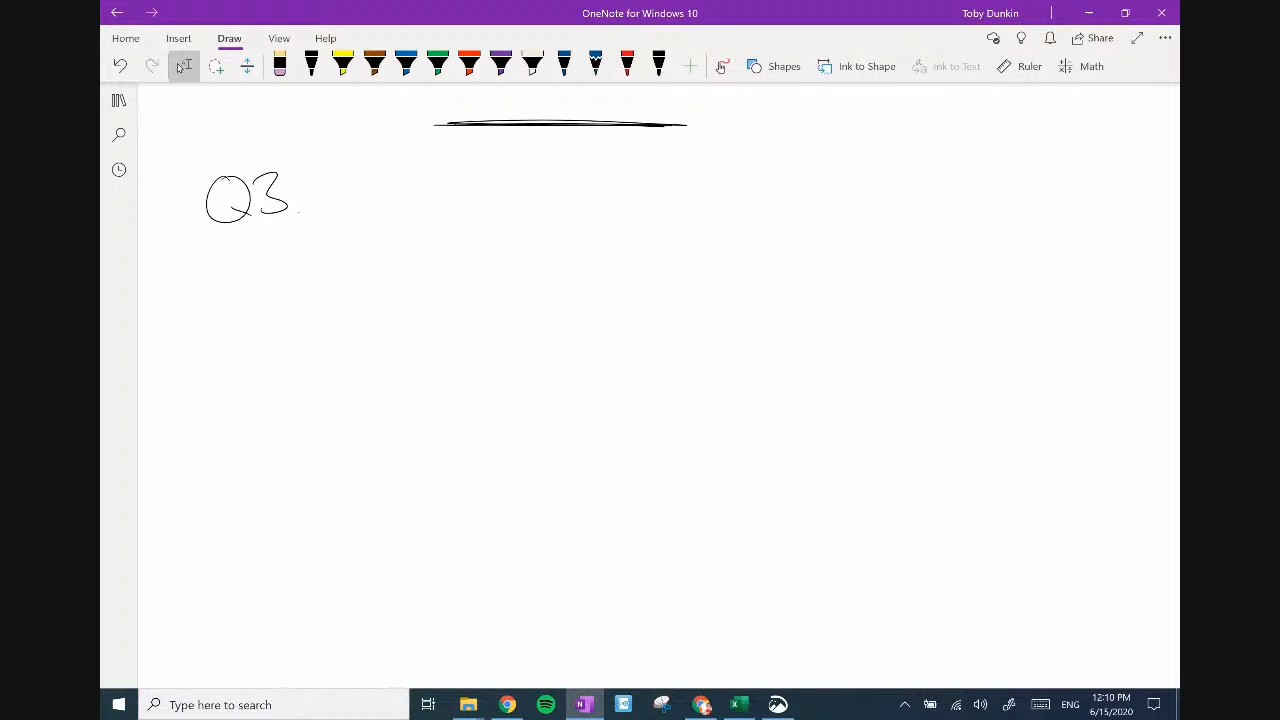 OneNote for Windows 10
Toby Dunkin
Home Insert Draw View Help
Share
Shapes Ink to Shape Ink to Text Ruler Math
Q3.
Type here to search
ENG
12:10 PM
6/15/2020